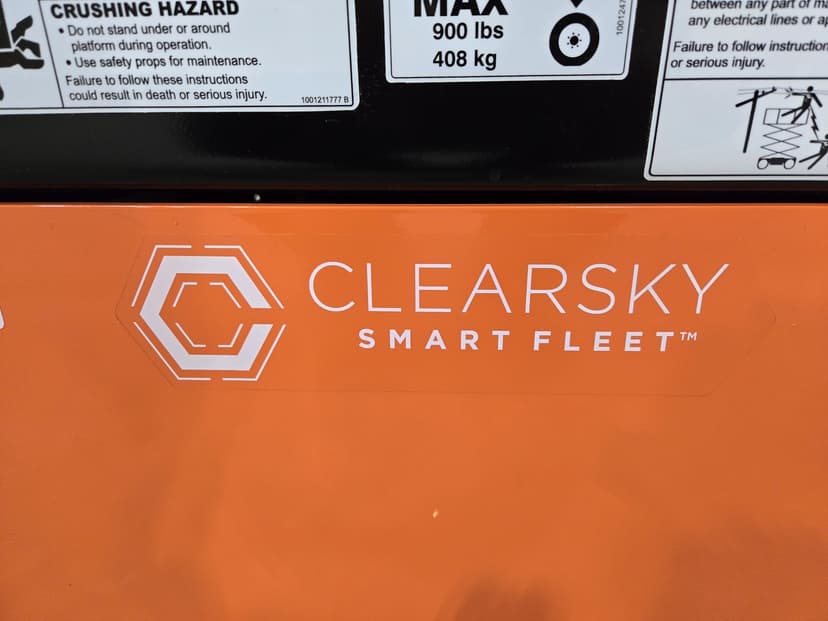 CRUSHING HAZARD
• Do not stand under or around
platform during operation.
• Use safety props for maintenance.
Failure to follow these instructions
could result in death or serious injury.
1001211777 B
MAX
900 lbs
408 kg
between any part of
any electrical lines or
Failure to follow
or serious injury.
CLEARSKY
SMART FLEET™